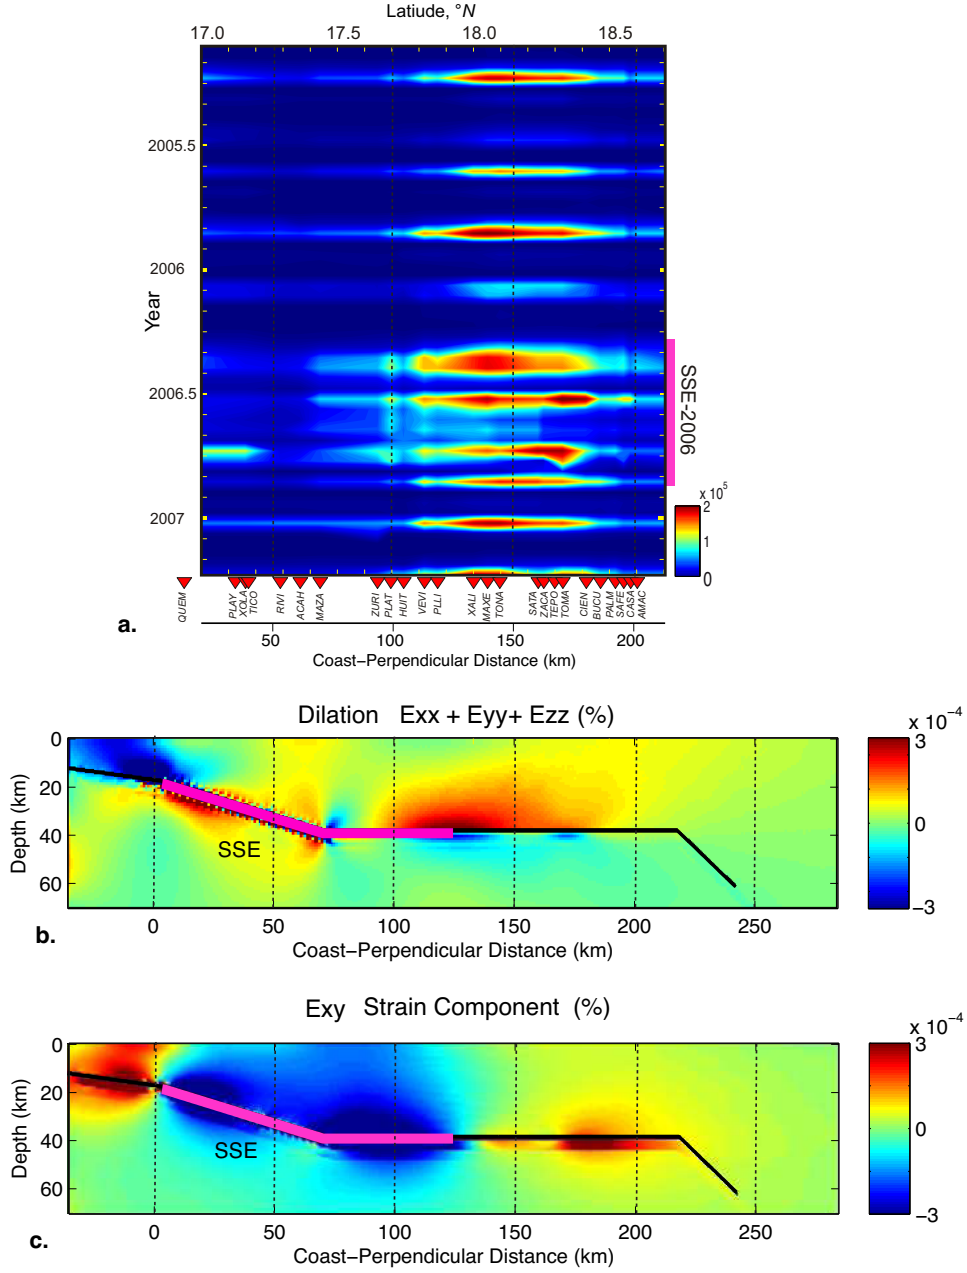 Latiude, °N
17.0 17.5 18.0 18.5
Year
2005.5
2006
2006.5
2007
SSE-2006
x 10^5
2
1
0
QUEM PLAY XOLA TICO RIVI ACAH MAZA ZURI PLAT HUIT VEVI PLLI XALI MAXE TONA SATA ZACA TEPO TOMA CIEN BUCU PALM SAFE CASA AMAC
a.
50 100 150 200
Coast−Perpendicular Distance (km)
Dilation Exx + Eyy+ Ezz (%)
x 10^−4
3
0
−3
Depth (km)
0
20
40
60
SSE
b.
0 50 100 150 200 250
Coast−Perpendicular Distance (km)
Exy Strain Component (%)
x 10^−4
3
0
−3
Depth (km)
0
20
40
60
SSE
c.
0 50 100 150 200 250
Coast−Perpendicular Distance (km)